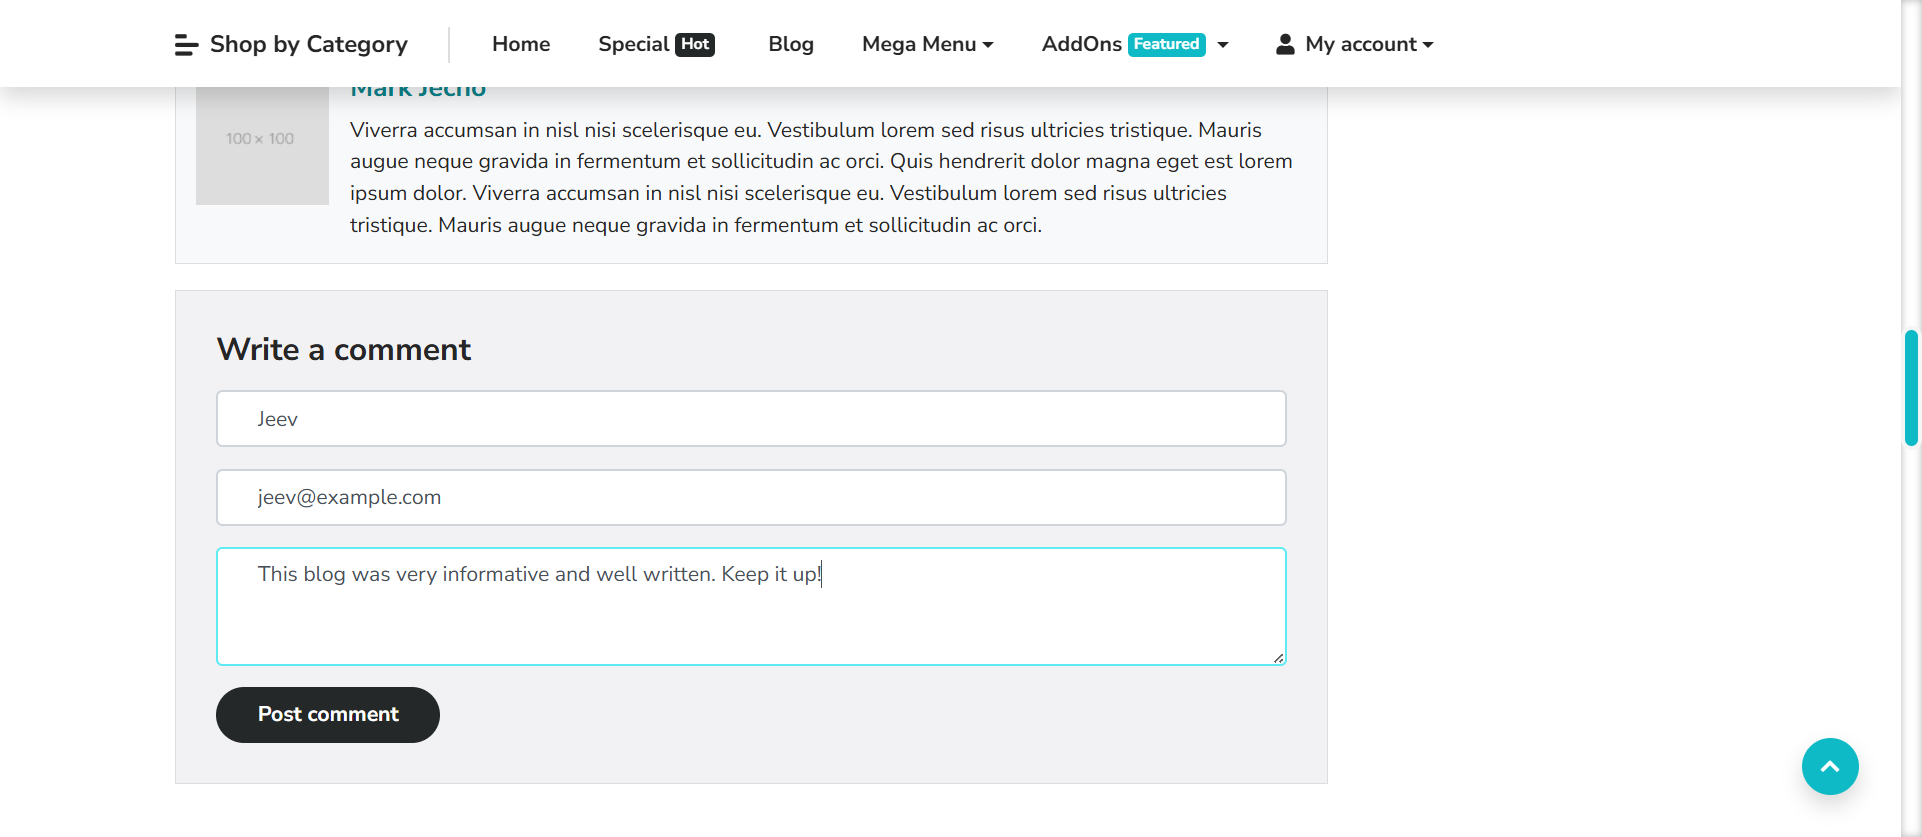 Shop by Category
Home
Special Hot
Blog
Mega Menu
AddOns Featured
My account
Mark Jecno
100 × 100
Viverra accumsan in nisl nisi scelerisque eu. Vestibulum lorem sed risus ultricies tristique. Mauris
augue neque gravida in fermentum et sollicitudin ac orci. Quis hendrerit dolor magna eget est lorem
ipsum dolor. Viverra accumsan in nisl nisi scelerisque eu. Vestibulum lorem sed risus ultricies
tristique. Mauris augue neque gravida in fermentum et sollicitudin ac orci.
Write a comment
Jeev
jeev@example.com
This blog was very informative and well written. Keep it up!
Post comment